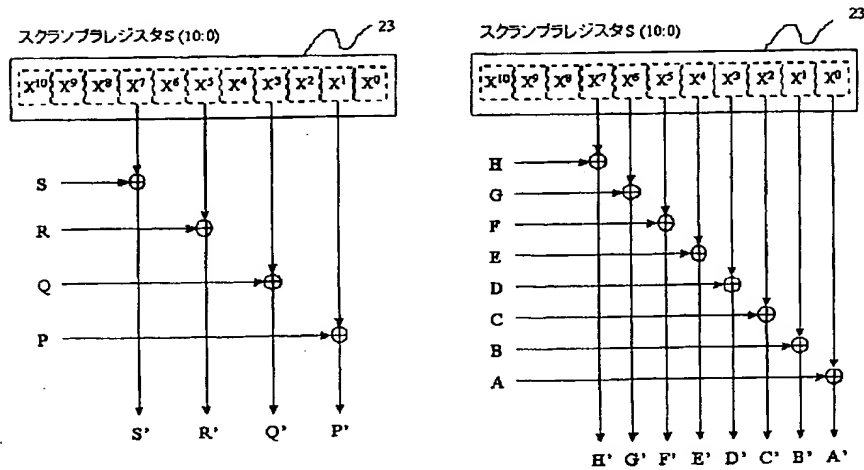 スクランブラレジスタS (10:0)
23
X¹⁰ X⁹ X⁸ X⁷ X⁶ X⁵ X⁴ X³ X² X¹ X⁰
S
R
Q
P
S' R' Q' P'
スクランブラレジスタS (10:0)
23
X¹⁰ X⁹ X⁸ X⁷ X⁶ X⁵ X⁴ X³ X² X¹ X⁰
H
G
F
E
D
C
B
A
H' G' F' E' D' C' B' A'